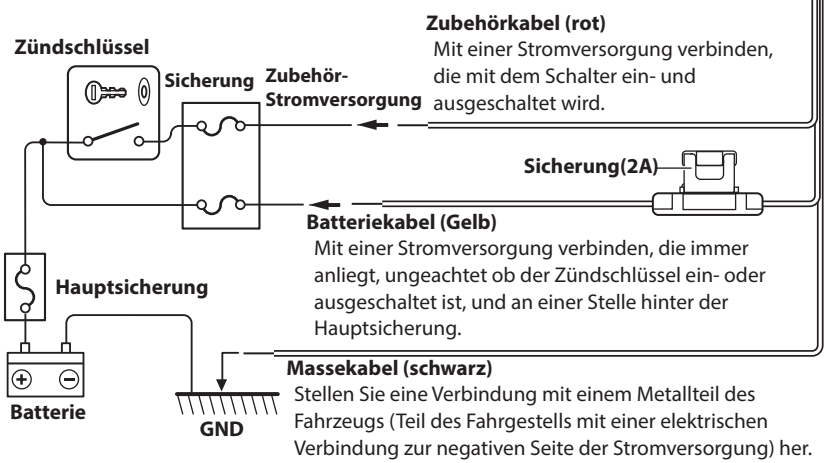 Zubehörkabel (rot)
Mit einer Stromversorgung verbinden,
die mit dem Schalter ein- und
ausgeschaltet wird.
Zündschlüssel
Sicherung
Zubehör-
Stromversorgung
Sicherung(2A)
Batteriekabel (Gelb)
Mit einer Stromversorgung verbinden, die immer
anliegt, ungeachtet ob der Zündschlüssel ein- oder
ausgeschaltet ist, und an einer Stelle hinter der
Hauptsicherung.
Hauptsicherung
+
−
Batterie
GND
Massekabel (schwarz)
Stellen Sie eine Verbindung mit einem Metallteil des
Fahrzeugs (Teil des Fahrgestells mit einer elektrischen
Verbindung zur negativen Seite der Stromversorgung) her.